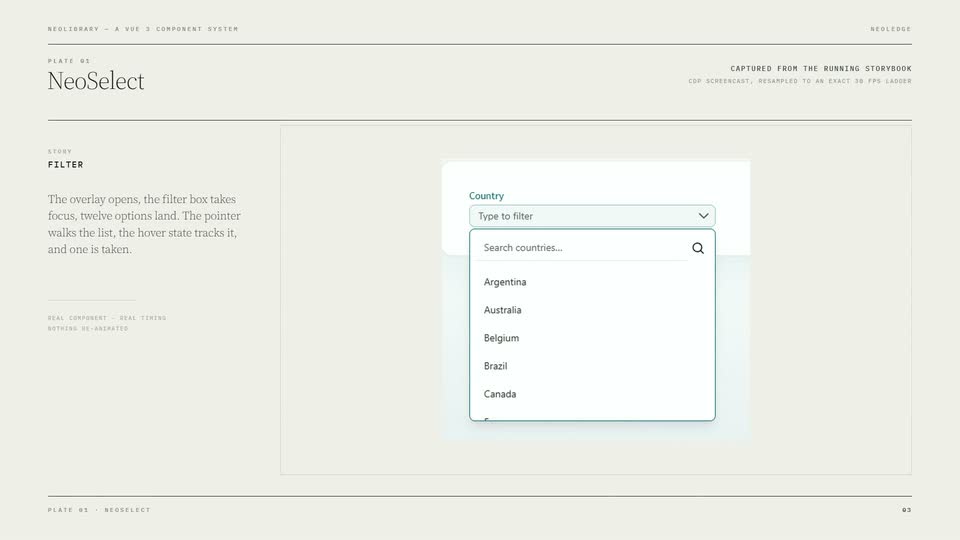 NEOLIBRARY — A VUE 3 COMPONENT SYSTEM
NEOLEDGE
PLATE 01
NeoSelect
CAPTURED FROM THE RUNNING STORYBOOK
CDP SCREENCAST, RESAMPLED TO AN EXACT 30 FPS LADDER
STORY
FILTER
The overlay opens, the filter box takes
focus, twelve options land. The pointer
walks the list, the hover state tracks it,
and one is taken.
REAL COMPONENT · REAL TIMING
NOTHING RE-ANIMATED
Country
Type to filter
Search countries...
Argentina
Australia
Belgium
Brazil
Canada
PLATE 01 · NEOSELECT
03